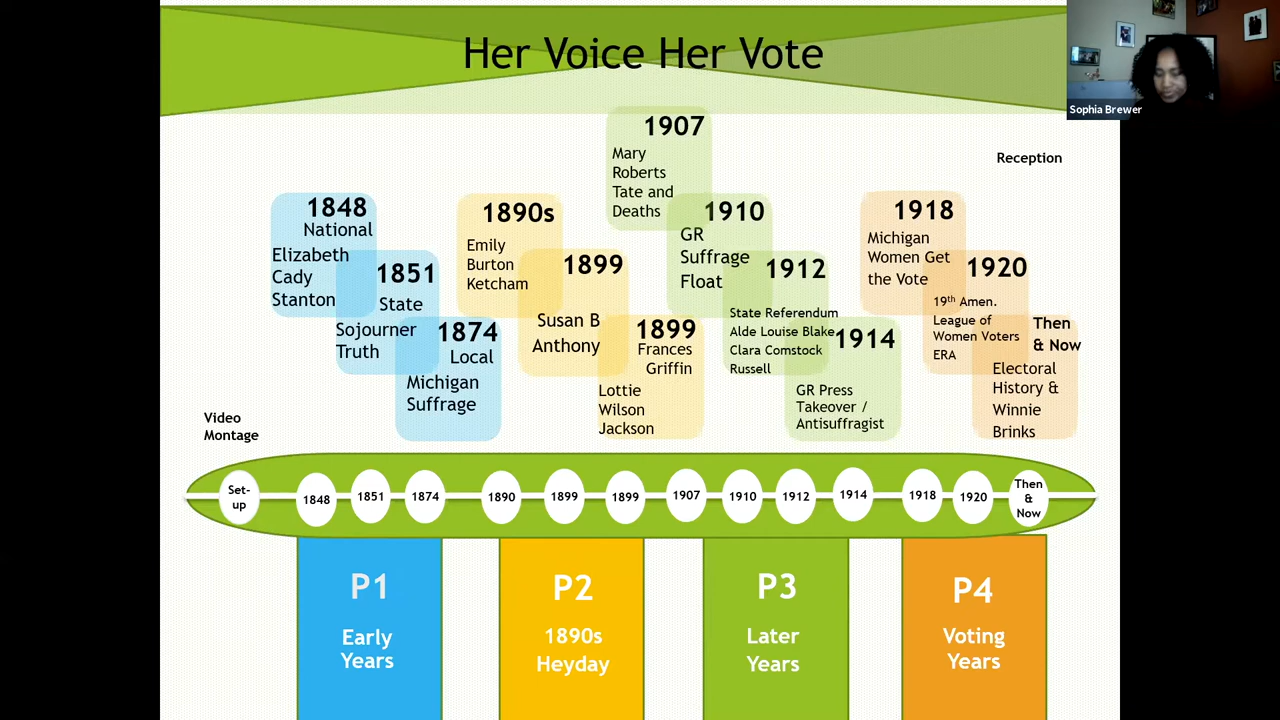 Her Voice Her Vote
Sophia Brewer
Reception
1848
National
Elizabeth
Cady
Stanton
1851
State
Sojourner
Truth
1874
Local
Michigan
Suffrage
1890s
Emily
Burton
Ketcham
1899
Susan B
Anthony
1899
Frances
Griffin
Lottie
Wilson
Jackson
1907
Mary
Roberts
Tate and
Deaths
1910
GR
Suffrage
Float
1912
State Referendum
Alde Louise Blake
Clara Comstock
Russell
1914
GR Press
Takeover /
Antisuffragist
1918
Michigan
Women Get
the Vote
1920
19th Amen.
League of
Women Voters
ERA
Then
& Now
Electoral
History &
Winnie
Brinks
Video
Montage
Set-
up
1848
1851
1874
1890
1899
1899
1907
1910
1912
1914
1918
1920
Then
&
Now
P1
Early
Years
P2
1890s
Heyday
P3
Later
Years
P4
Voting
Years